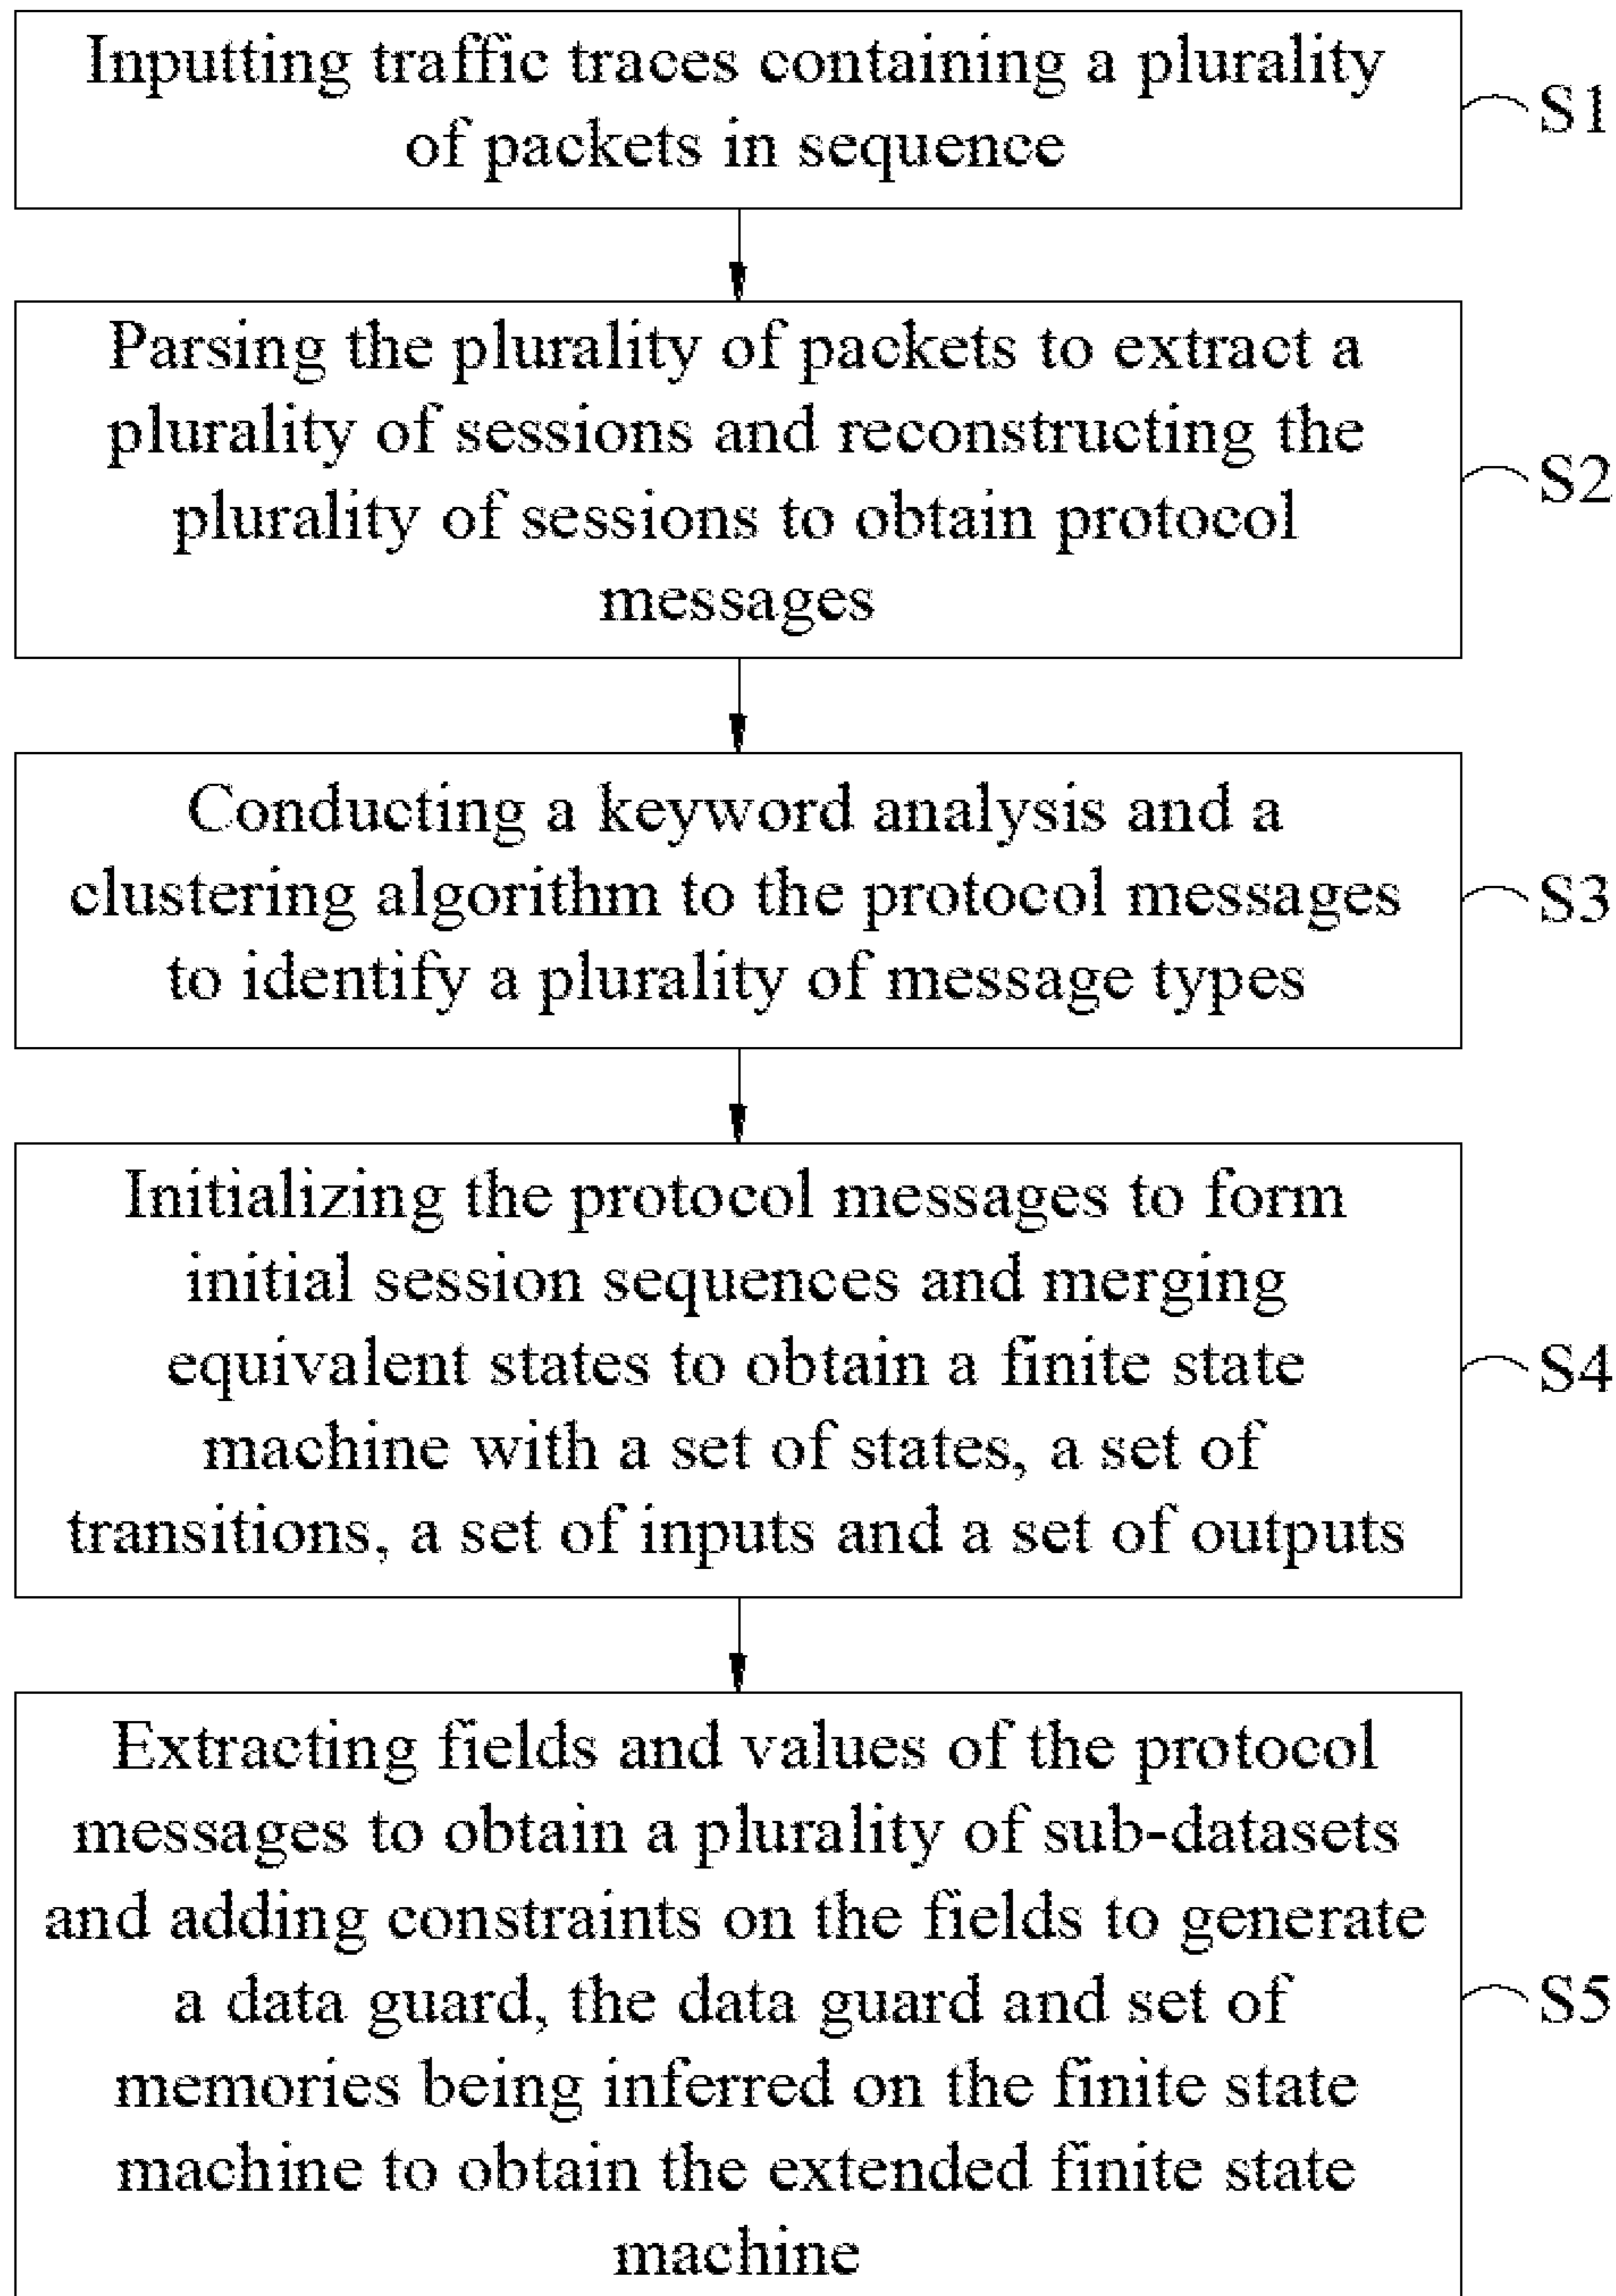 Inputting traffic traces containing a plurality
of packets in sequence
S1
Parsing the plurality of packets to extract a
plurality of sessions and reconstructing the
plurality of sessions to obtain protocol
messages
S2
Conducting a keyword analysis and a
clustering algorithm to the protocol messages
to identify a plurality of message types
S3
Initializing the protocol messages to form
initial session sequences and merging
equivalent states to obtain a finite state
machine with a set of states, a set of
transitions, a set of inputs and a set of outputs
S4
Extracting fields and values of the protocol
messages to obtain a plurality of sub-datasets
and adding constraints on the fields to generate
a data guard, the data guard and set of
memories being inferred on the finite state
machine to obtain the extended finite state
machine
S5